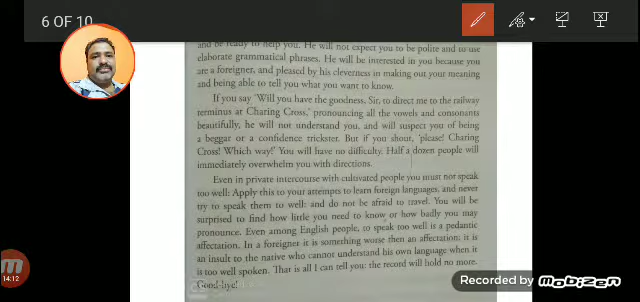 6 OF 10
and be ready to help you. He will not expect you to be polite and to use
elaborate grammatical phrases. He will be interested in you because you
are a foreigner, and pleased by his cleverness in making out your meaning
and being able to tell you what you want to know.
If you say 'Will you have the goodness, Sir, to direct me to the railway
terminus at Charing Cross,' pronouncing all the vowels and consonants
beautifully, he will not understand you, and will suspect you of being
a beggar or a confidence trickster. But if you shout, 'please! Charing
Cross! Which way!' You will have no difficulty. Half a dozen people will
immediately overwhelm you with directions.
Even in private intercourse with cultivated people you must not speak
too well: Apply this to your attempts to learn foreign languages, and never
try to speak them to well: and do not be afraid to travel. You will be
surprised to find how little you need to know or how badly you may
pronounce. Even among English people, so speak too well is a pedantic
affectation. In a foreigner it is something worse then an affectation; it is
an insult to the native who cannot understand his own language when it
is too well spoken. That is all I can tell you: the record will hold no more.
Good-bye!
M
14:12
RECORDED BY MOBIZEN